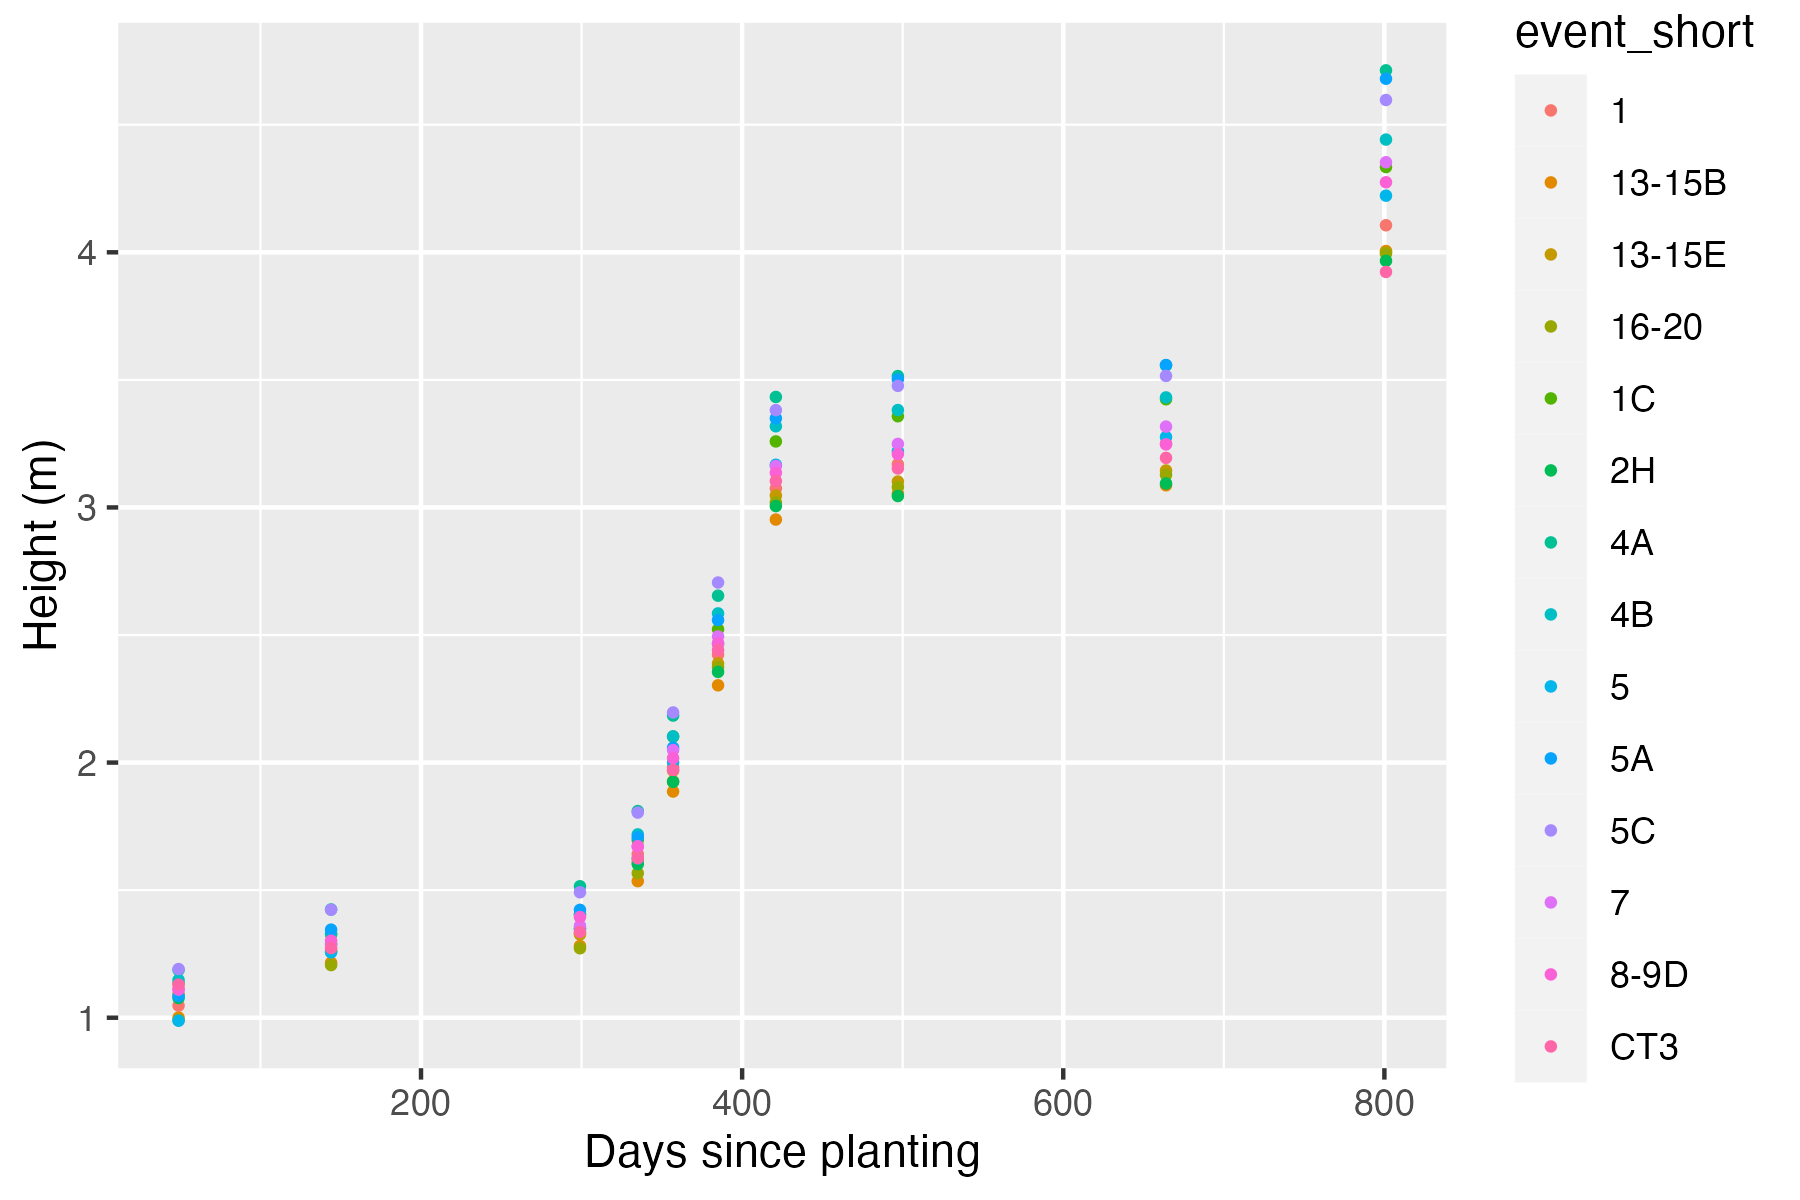 event_short
1
13-15B
13-15E
16-20
1C
2H
4A
4B
5
5A
5C
7
8-9D
CT3
Height (m)
4
3
2
1
200 400 600 800
Days since planting